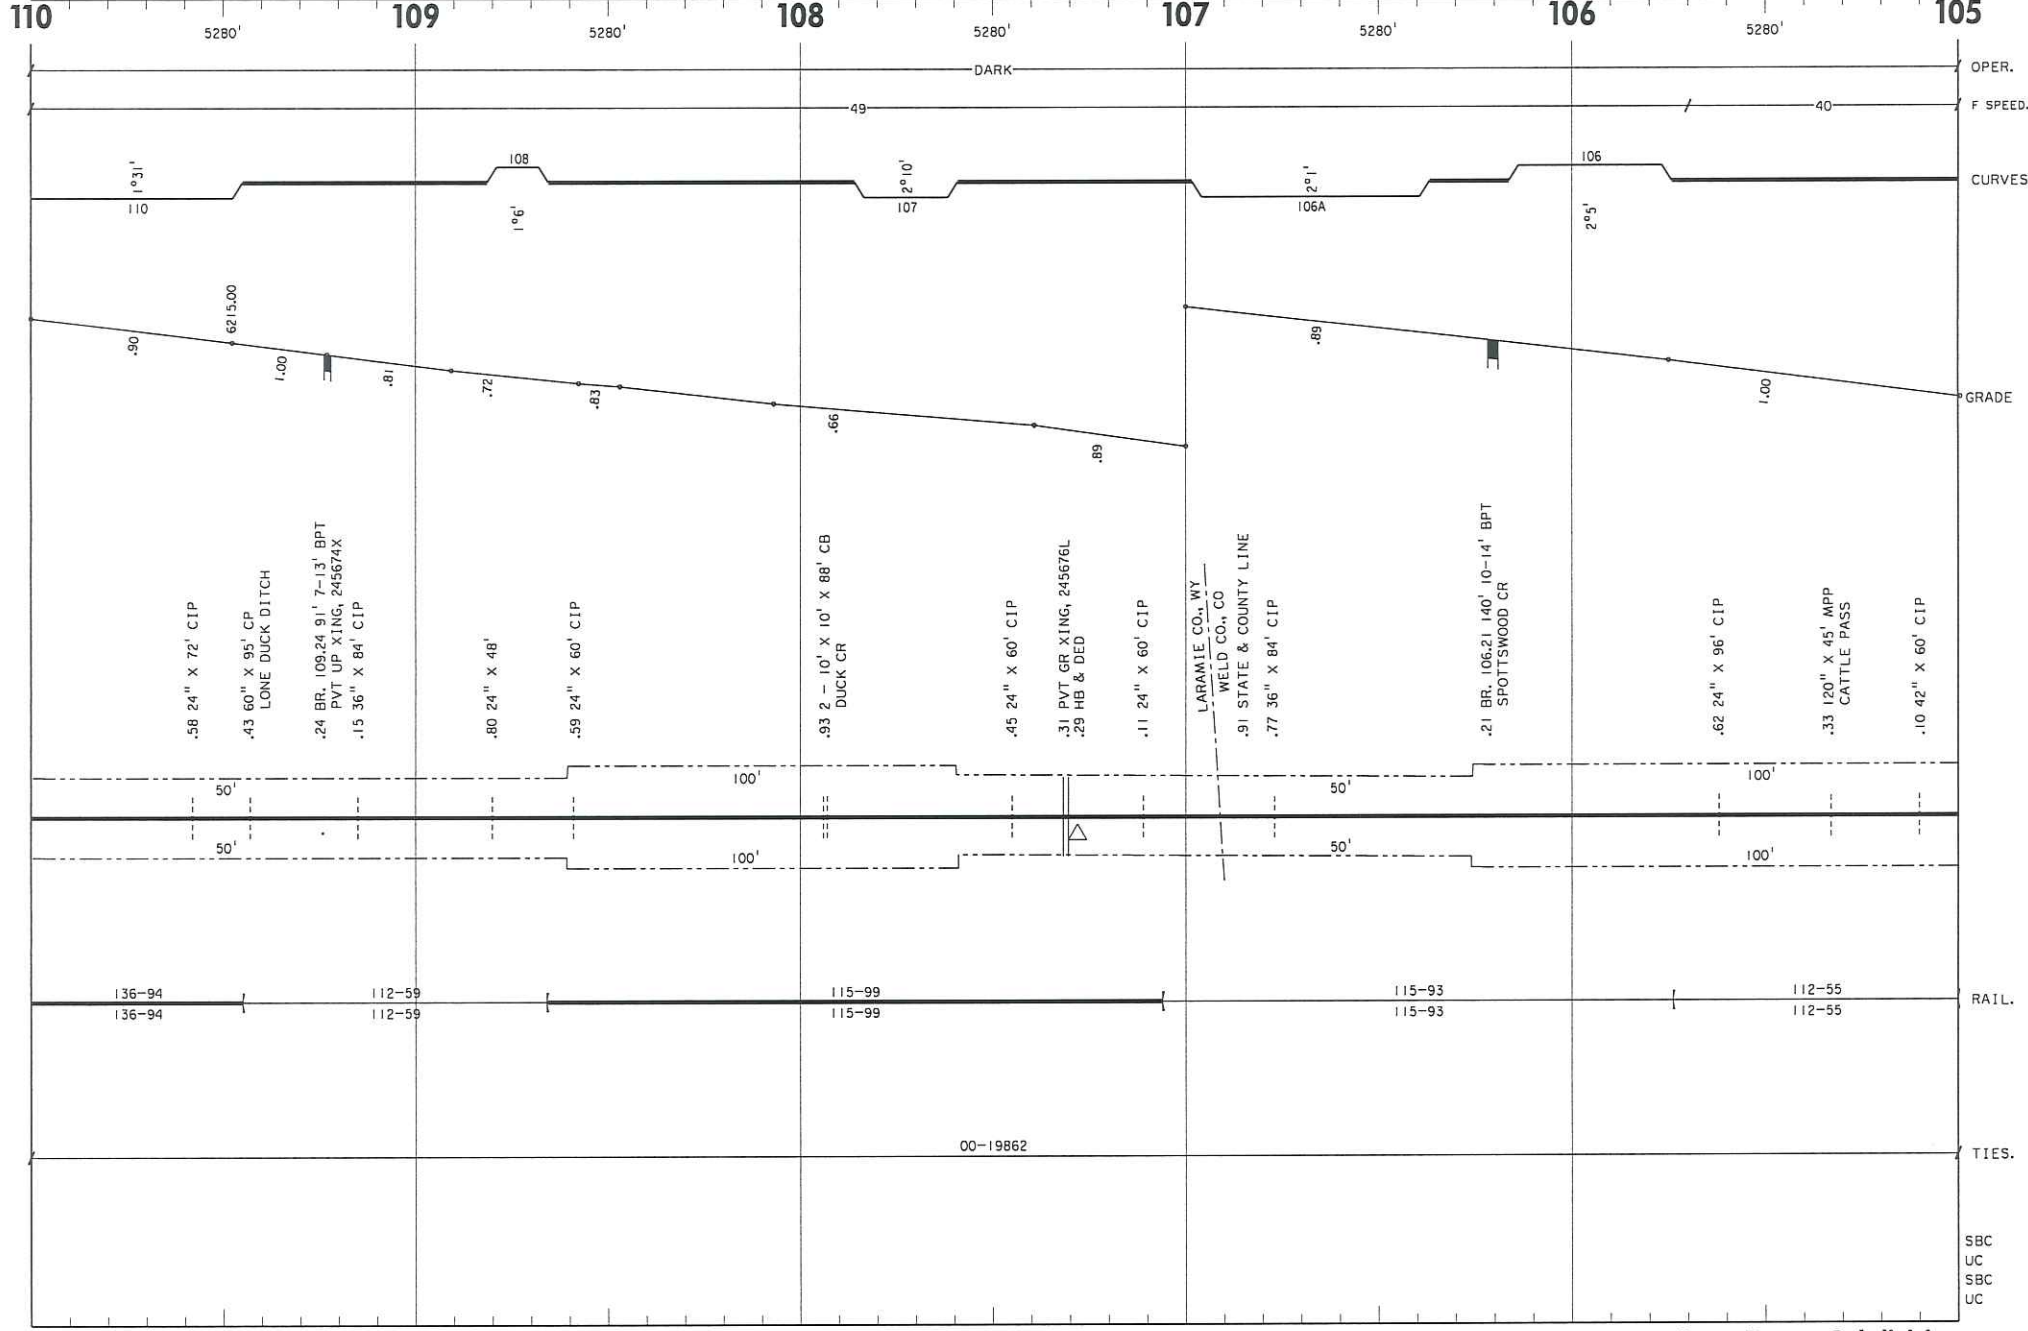 110 109 108 107 106 105
5280' 5280' 5280' 5280' 5280'
DARK OPER.
49 40 F SPEED.
1°31' 108 2°10' 2°1' 106 CURVES
110 1°6' 107 106A 2°5'
6215.00
.90 1.00 .81 .72 .83 .66 .89 .89 1.00 GRADE
.58 24" X 72' CIP
.43 60" X 95' CP
LONE DUCK DITCH
.24 BR. 109.24 91' 7-13' BPT
PVT UP XING, 245674X
.15 36" X 84' CIP
.80 24" X 48'
.59 24" X 60' CIP
.93 2 - 10' X 10' X 88' CB
DUCK CR
.45 24" X 60' CIP
.31 PVT GR XING, 245676L
.29 HB & DED
.11 24" X 60' CIP
LARAMIE CO., WY
WELD CO., CO
.91 STATE & COUNTY LINE
.77 36" X 84' CIP
.21 BR. 106.21 140' 10-14' BPT
SPOTTSWOOD CR
.62 24" X 96' CIP
.33 120" X 45' MPP
CATTLE PASS
.10 42" X 60' CIP
50' 100' 50' 100'
50' 100' 50' 100'
136-94 112-59 115-99 115-93 112-55 RAIL.
136-94 112-59 115-99 115-93 112-55
00-19862 TIES.
SBC
UC
SBC
UC